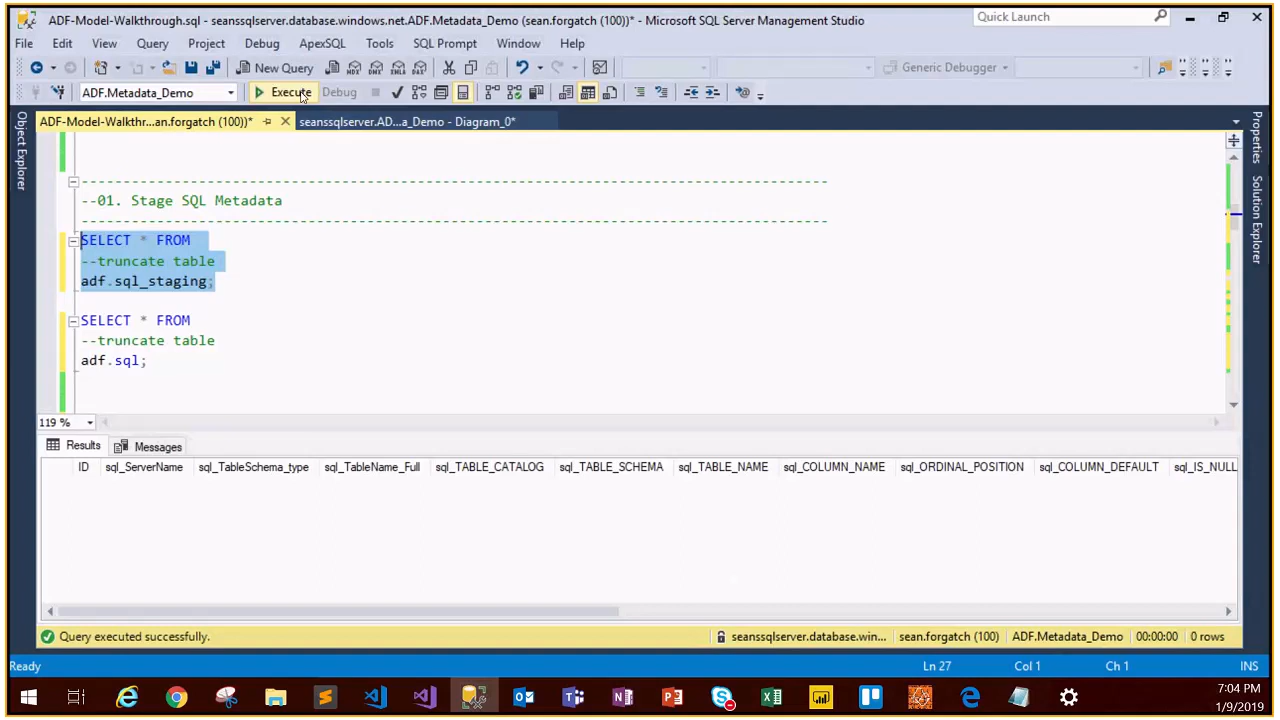 ADF-Model-Walkthrough.sql - seanssqlserver.database.windows.net.ADF.Metadata_Demo (sean.forgatch (100))* - Microsoft SQL Server Management Studio
Quick Launch
File Edit View Query Project Debug ApexSQL Tools SQL Prompt Window Help
New Query
Generic Debugger
ADF.Metadata_Demo
Execute
Debug
Object Explorer
ADF-Model-Walkthr...an.forgatch (100))*
seanssqlserver.AD...a_Demo - Diagram_0*
Properties
Solution Explorer
--------------------------------------------------------------------------------
--01. Stage SQL Metadata
--------------------------------------------------------------------------------
SELECT * FROM
--truncate table
adf.sql_staging;
SELECT * FROM
--truncate table
adf.sql;
119 %
Results
Messages
ID sql_ServerName sql_TableSchema_type sql_TableName_Full sql_TABLE_CATALOG sql_TABLE_SCHEMA sql_TABLE_NAME sql_COLUMN_NAME sql_ORDINAL_POSITION sql_COLUMN_DEFAULT sql_IS_NULL
Query executed successfully.
seanssqlserver.database.win... sean.forgatch (100) ADF.Metadata_Demo 00:00:00 0 rows
Ready
Ln 27
Col 1
Ch 1
INS
7:04 PM
1/9/2019